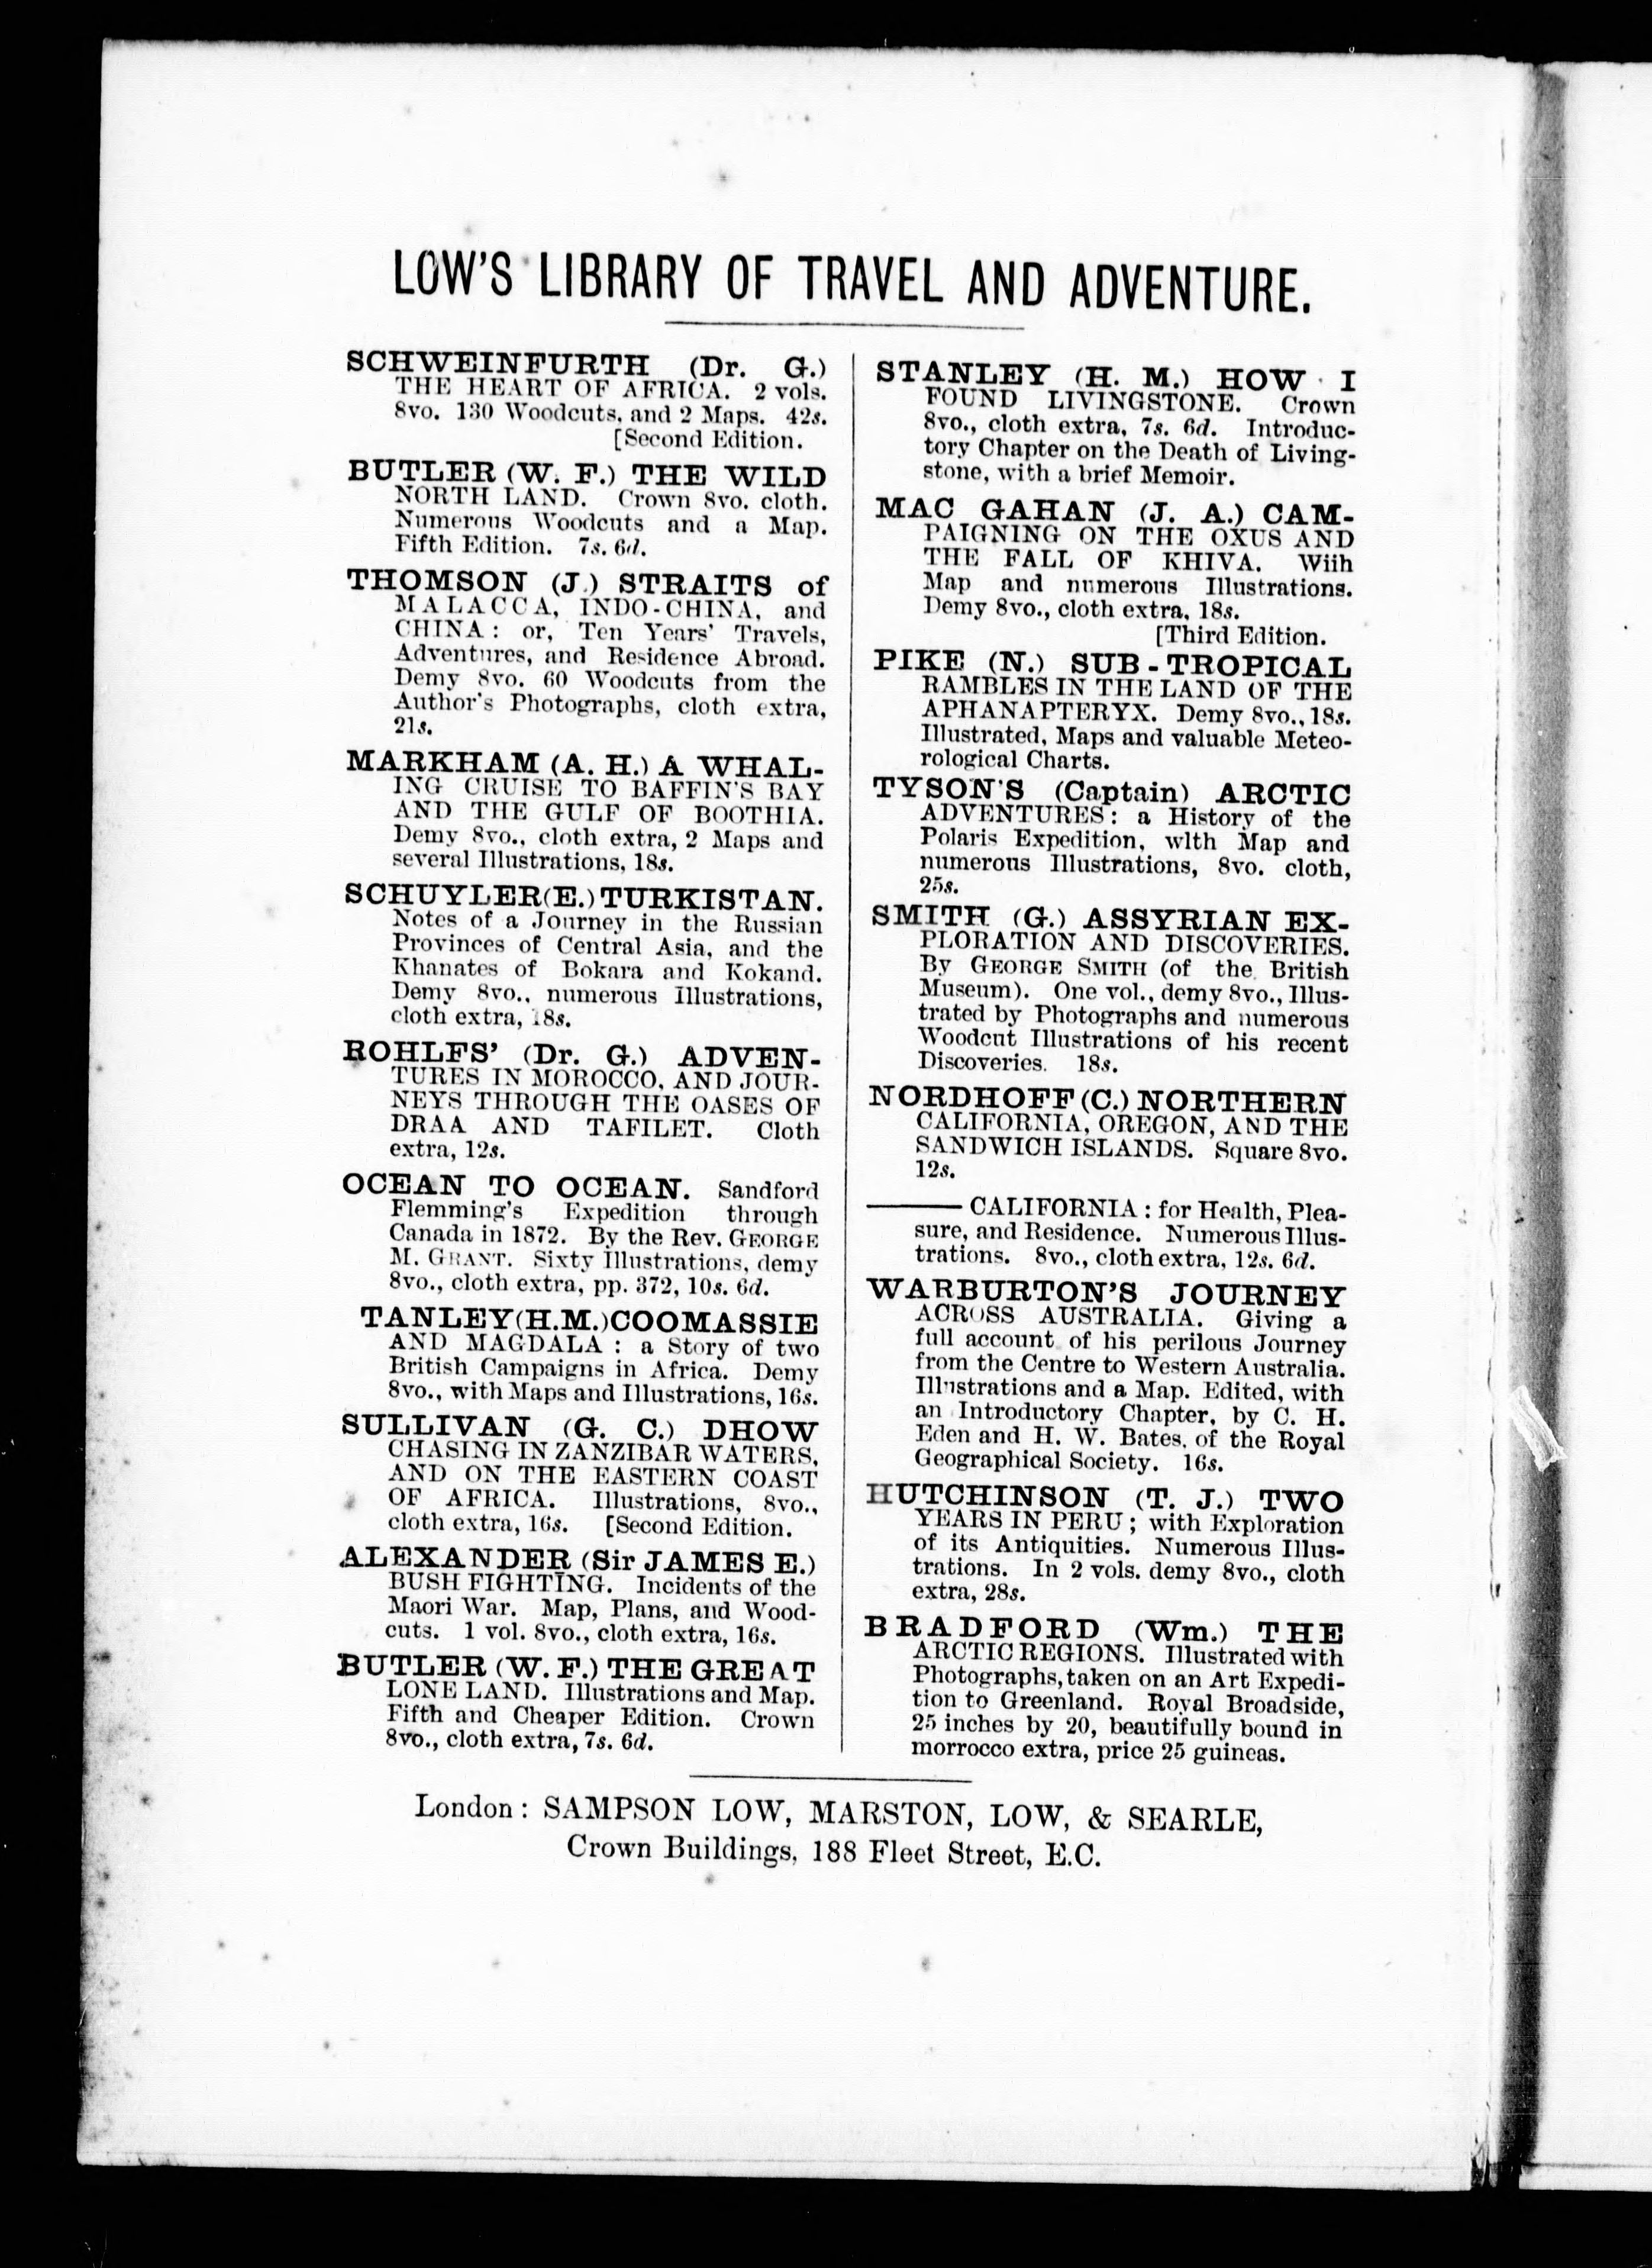 LOW'S LIBRARY OF TRAVEL AND ADVENTURE.
SCHWEINFURTH (Dr. G.)
THE HEART OF AFRICA. 2 vols.
8vo. 130 Woodcuts, and 2 Maps. 42s.
[Second Edition.
BUTLER (W. F.) THE WILD
NORTH LAND. Crown 8vo. cloth.
Numerous Woodcuts and a Map.
Fifth Edition. 7s. 6d.
THOMSON (J.) STRAITS of
MALACCA, INDO-CHINA, and
CHINA: or, Ten Years' Travels,
Adventures, and Residence Abroad.
Demy 8vo. 60 Woodcuts from the
Author's Photographs, cloth extra,
21s.
MARKHAM (A. H.) A WHAL-
ING CRUISE TO BAFFIN'S BAY
AND THE GULF OF BOOTHIA.
Demy 8vo., cloth extra, 2 Maps and
several Illustrations, 18s.
SCHUYLER(E.) TURKISTAN.
Notes of a Journey in the Russian
Provinces of Central Asia, and the
Khanates of Bokara and Kokand.
Demy 8vo., numerous Illustrations,
cloth extra, 18s.
ROHLFS' (Dr. G.) ADVEN-
TURES IN MOROCCO, AND JOUR-
NEYS THROUGH THE OASES OF
DRAA AND TAFILET. Cloth
extra, 12s.
OCEAN TO OCEAN. Sandford
Flemming's Expedition through
Canada in 1872. By the Rev. GEORGE
M. GRANT. Sixty Illustrations, demy
8vo., cloth extra, pp. 372, 10s. 6d.
TANLEY(H.M.)COOMASSIE
AND MAGDALA : a Story of two
British Campaigns in Africa. Demy
8vo., with Maps and Illustrations, 16s.
SULLIVAN (G. C.) DHOW
CHASING IN ZANZIBAR WATERS,
AND ON THE EASTERN COAST
OF AFRICA. Illustrations, 8vo.,
cloth extra, 16s. [Second Edition.
ALEXANDER (Sir JAMES E.)
BUSH FIGHTING. Incidents of the
Maori War. Map, Plans, and Wood-
cuts. 1 vol. 8vo., cloth extra, 16s.
BUTLER (W. F.) THE GREAT
LONE LAND. Illustrations and Map.
Fifth and Cheaper Edition. Crown
8vo., cloth extra, 7s. 6d.
STANLEY (H. M.) HOW I
FOUND LIVINGSTONE. Crown
8vo., cloth extra, 7s. 6d. Introduc-
tory Chapter on the Death of Living-
stone, with a brief Memoir.
MAC GAHAN (J. A.) CAM-
PAIGNING ON THE OXUS AND
THE FALL OF KHIVA. Wiih
Map and numerous Illustrations.
Demy 8vo., cloth extra, 18s.
[Third Edition.
PIKE (N.) SUB-TROPICAL
RAMBLES IN THE LAND OF THE
APHANAPTERYX. Demy 8vo., 18s.
Illustrated, Maps and valuable Meteo-
rological Charts.
TYSON'S (Captain) ARCTIC
ADVENTURES: a History of the
Polaris Expedition, wlth Map and
numerous Illustrations, 8vo. cloth,
25s.
SMITH (G.) ASSYRIAN EX-
PLORATION AND DISCOVERIES.
By GEORGE SMITH (of the British
Museum). One vol., demy 8vo., Illus-
trated by Photographs and numerous
Woodcut Illustrations of his recent
Discoveries. 18s.
NORDHOFF (C.) NORTHERN
CALIFORNIA, OREGON, AND THE
SANDWICH ISLANDS. Square 8vo.
12s.
——— CALIFORNIA : for Health, Plea-
sure, and Residence. Numerous Illus-
trations. 8vo., cloth extra, 12s. 6d.
WARBURTON'S JOURNEY
ACROSS AUSTRALIA. Giving a
full account of his perilous Journey
from the Centre to Western Australia.
Illustrations and a Map. Edited, with
an Introductory Chapter, by C. H.
Eden and H. W. Bates, of the Royal
Geographical Society. 16s.
HUTCHINSON (T. J.) TWO
YEARS IN PERU ; with Exploration
of its Antiquities. Numerous Illus-
trations. In 2 vols. demy 8vo., cloth
extra, 28s.
BRADFORD (Wm.) THE
ARCTIC REGIONS. Illustrated with
Photographs, taken on an Art Expedi-
tion to Greenland. Royal Broadside,
25 inches by 20, beautifully bound in
morrocco extra, price 25 guineas.
London : SAMPSON LOW, MARSTON, LOW, & SEARLE,
Crown Buildings, 188 Fleet Street, E.C.